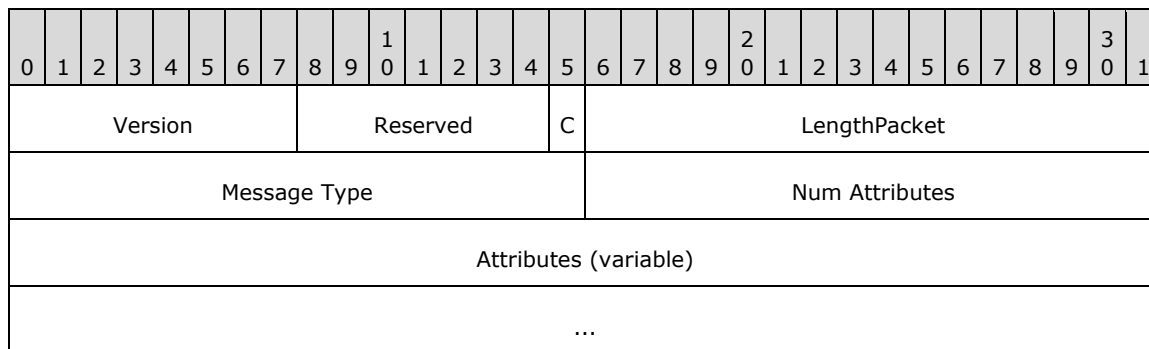 1 2 3
0 1 2 3 4 5 6 7 8 9 0 1 2 3 4 5 6 7 8 9 0 1 2 3 4 5 6 7 8 9 0 1
Version Reserved C LengthPacket
Message Type Num Attributes
Attributes (variable)
...